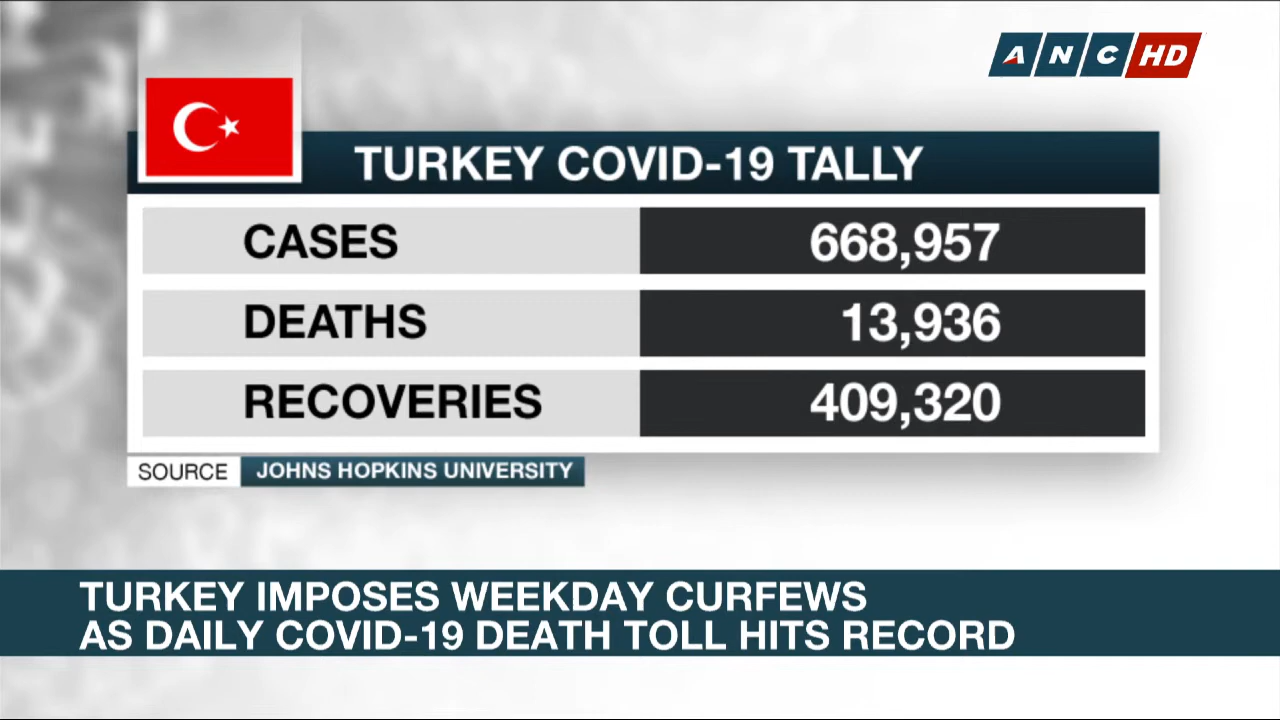 ANC HD
TURKEY COVID-19 TALLY
CASES 668,957
DEATHS 13,936
RECOVERIES 409,320
SOURCE JOHNS HOPKINS UNIVERSITY
TURKEY IMPOSES WEEKDAY CURFEWS
AS DAILY COVID-19 DEATH TOLL HITS RECORD